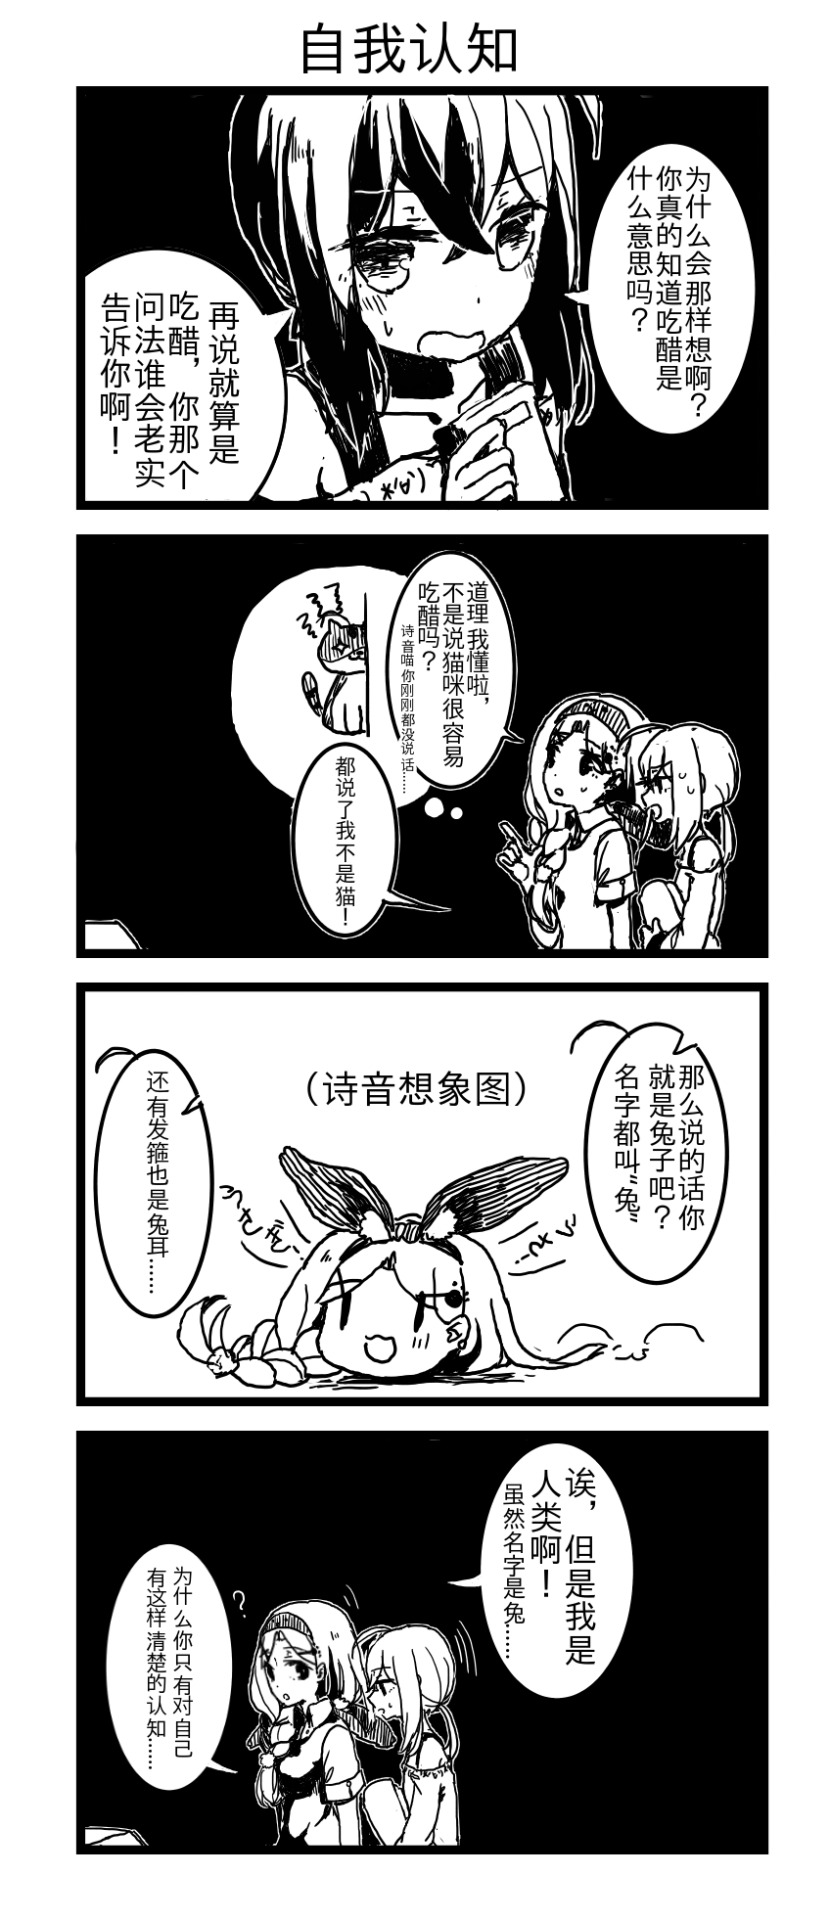 自我认知
为什么会那样想啊？
你真的知道吃醋是
什么意思吗？
再说就算是
吃醋，你那个
问法谁会老实
告诉你啊！
道理我懂啦，
不是说猫咪很容易
吃醋吗？
诗音喵你刚刚都没说话……
都说了我不是猫！
那么说的话你
就是兔子吧？
名字都叫“兔”
（诗音想象图）
还有发箍也是兔耳……
诶，但是我是
人类啊！
虽然名字是兔……
为什么你只有对自己
有这样清楚的认知……
?